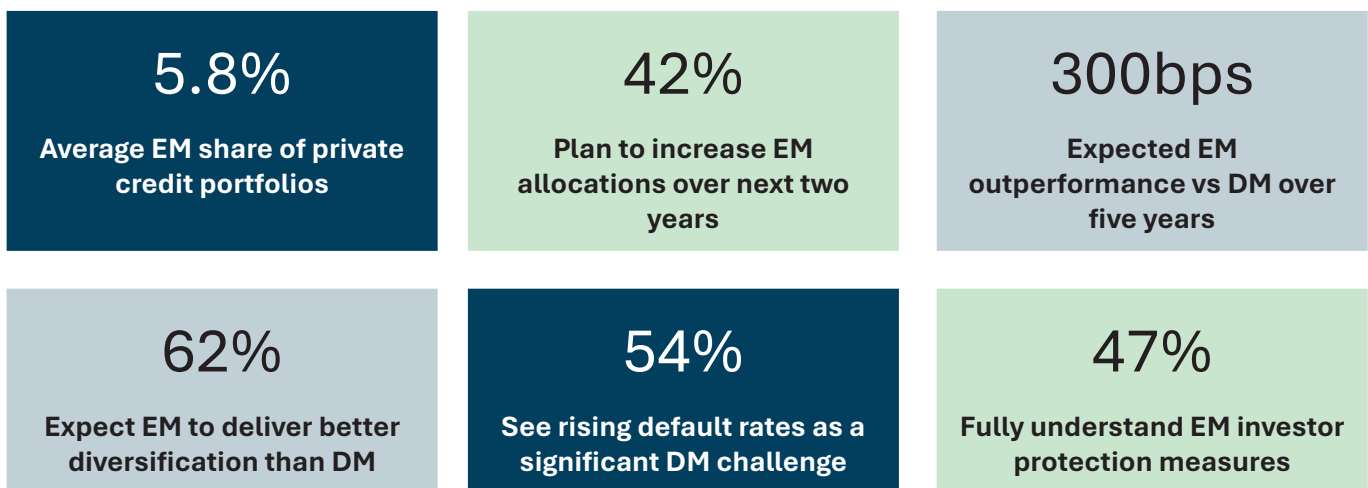 5.8%
Average EM share of private
credit portfolios
42%
Plan to increase EM
allocations over next two
years
300bps
Expected EM
outperformance vs DM over
five years
62%
Expect EM to deliver better
diversification than DM
54%
See rising default rates as a
significant DM challenge
47%
Fully understand EM investor
protection measures